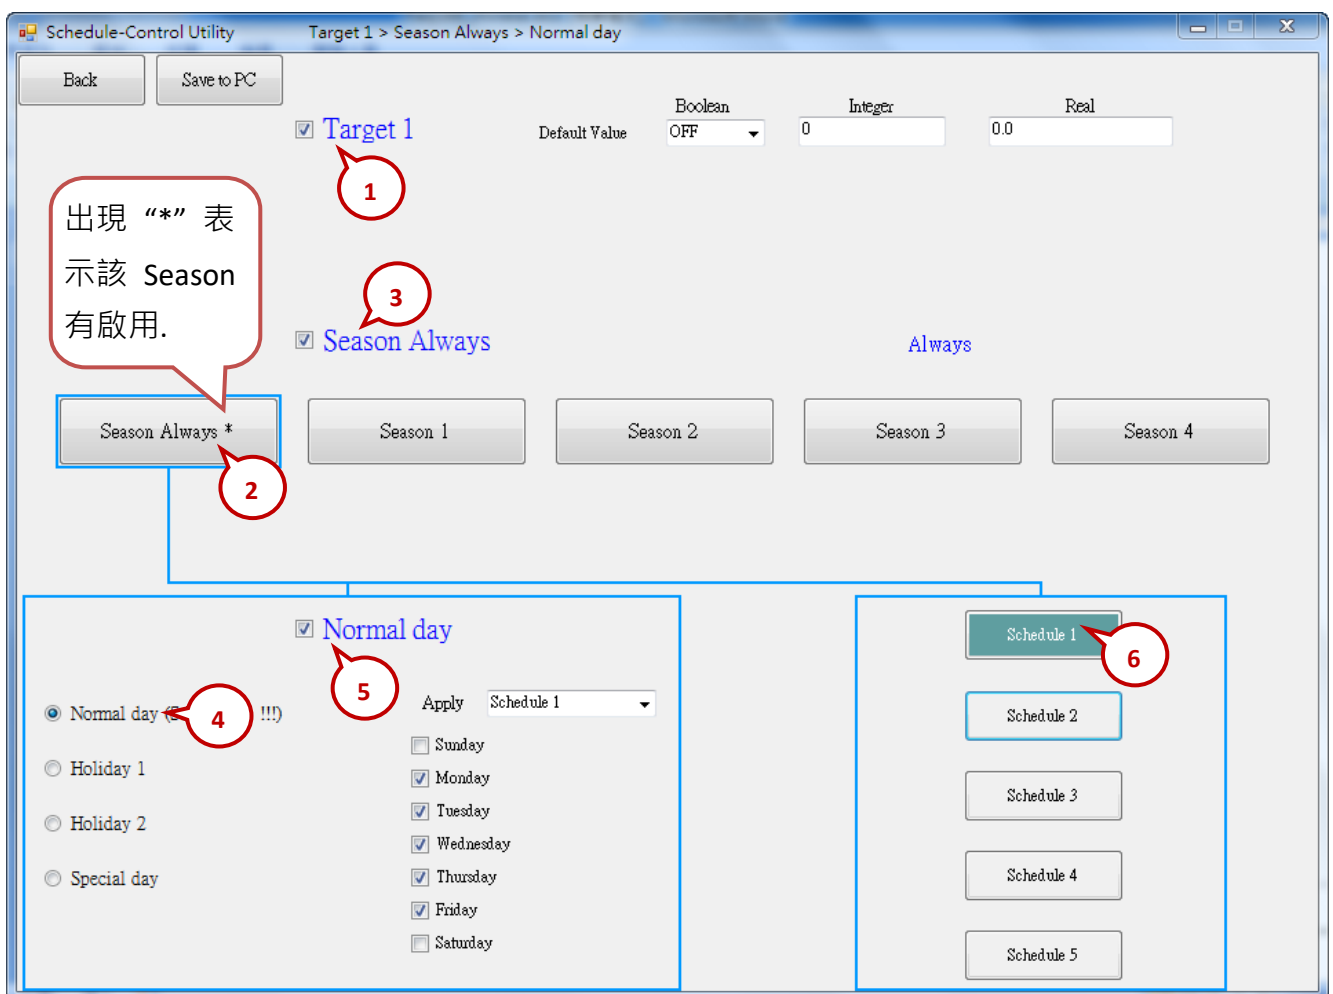 Schedule-Control Utility Target 1 > Season Always > Normal day
Back Save to PC
Boolean Integer Real
Target 1 Default Value OFF 0 0.0
1
出現 “*” 表
示該 Season
有啟用.
3
Season Always Always
Season Always * Season 1 Season 2 Season 3 Season 4
2
Normal day
Schedule 1
6
5
Apply Schedule 1
Normal day !!!)
4
Schedule 2
Sunday
Holiday 1
Monday
Schedule 3
Tuesday
Holiday 2
Wednesday
Special day
Thursday
Schedule 4
Friday
Saturday
Schedule 5